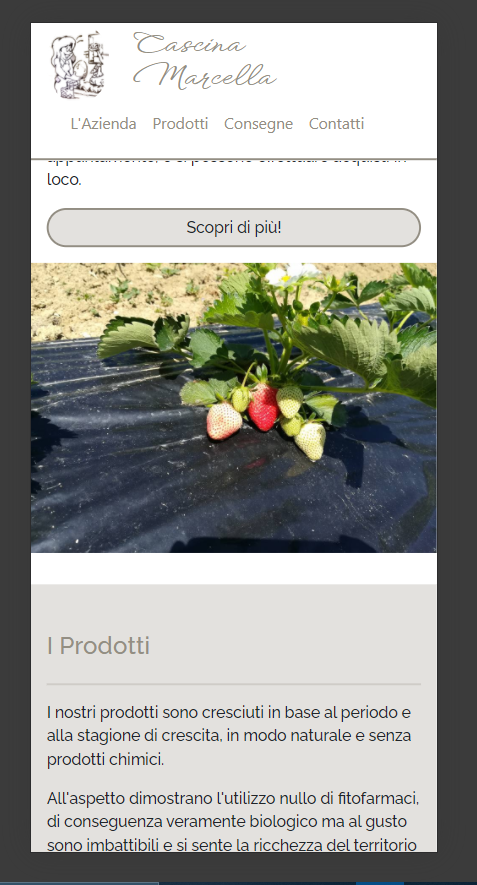 Cascina
Marcella
L'Azienda Prodotti Consegne Contatti
loco.
Scopri di più!
I Prodotti
I nostri prodotti sono cresciuti in base al periodo e
alla stagione di crescita, in modo naturale e senza
prodotti chimici.
All'aspetto dimostrano l'utilizzo nullo di fitofarmaci,
di conseguenza veramente biologico ma al gusto
sono imbattibili e si sente la ricchezza del territorio